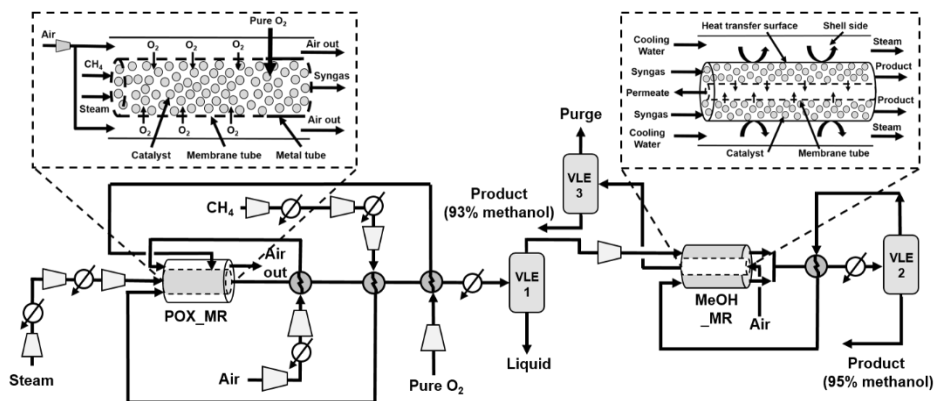 Pure O2
Air
O2 O2 O2
Air out
CH4
Syngas
Steam
O2 O2
Air out
Catalyst Membrane tube Metal tube
Heat transfer surface Shell side
Cooling
Water
Steam
Syngas
Product
Permeate
Syngas
Product
Cooling
Water
Steam
Catalyst Membrane tube
Purge
VLE
3
Product
(93% methanol)
CH4
Air
out
POX_MR
VLE
1
MeOH
_MR
Air
VLE
2
Steam
Air
Pure O2
Liquid
Product
(95% methanol)